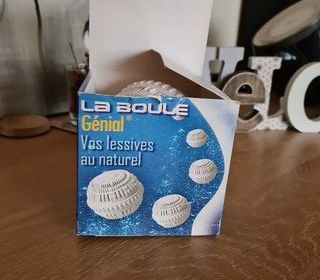 LA BOULE
Génial®
Vos lessives
au naturel